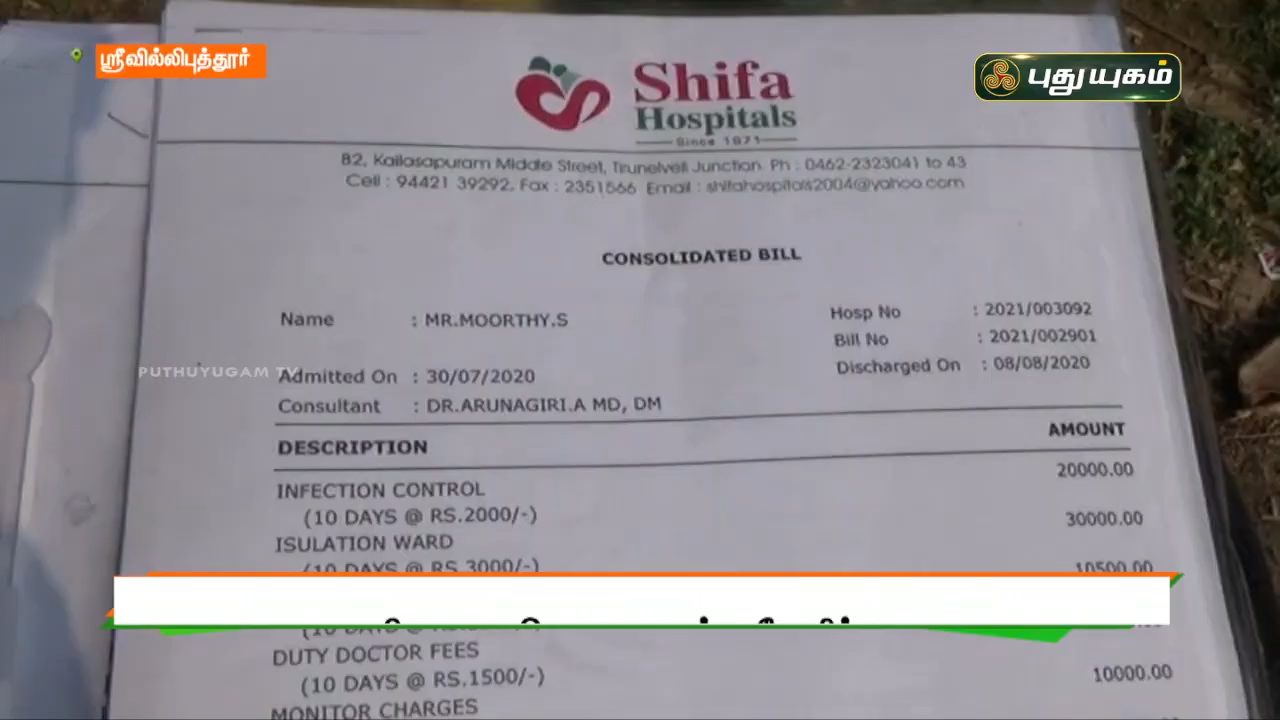 ஸ்ரீவில்லிபுத்தூர்
புதுயுகம்
Shifa
Hospitals
Since 1971
82, Kailasapuram Middle Street, Tirunelveli Junction. Ph : 0462-2323041 to 43
Cell : 94421 39292, Fax : 2351566 Email : shifahospitals2004@yahoo.com
CONSOLIDATED BILL
Name : MR.MOORTHY.S
Hosp No : 2021/003092
Bill No : 2021/002901
PUTHUYUGAM TV
Admitted On : 30/07/2020
Discharged On : 08/08/2020
Consultant : DR.ARUNAGIRI.A MD, DM
DESCRIPTION AMOUNT
INFECTION CONTROL 20000.00
(10 DAYS @ RS.2000/-)
ISULATION WARD 30000.00
(10 DAYS @ RS.3000/-)
10500.00
DUTY DOCTOR FEES
(10 DAYS @ RS.1500/-)
10000.00
MONITOR CHARGES